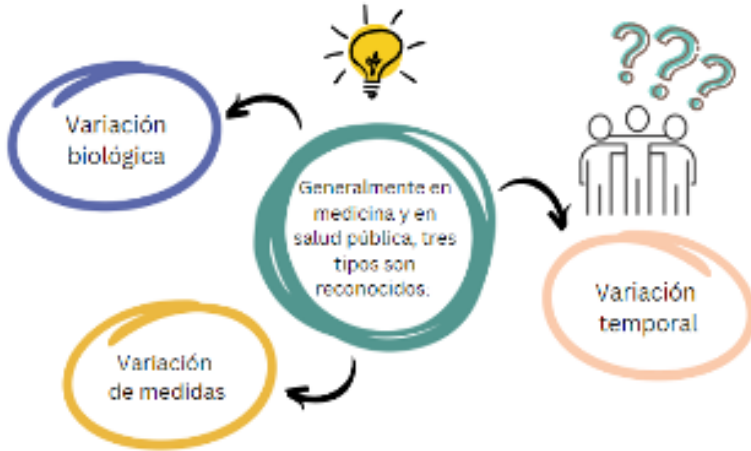 Variación
biológica
Generalmente en
medicina y en
salud pública, tres
tipos son
reconocidos.
Variación
temporal
Variación
de medidas
???